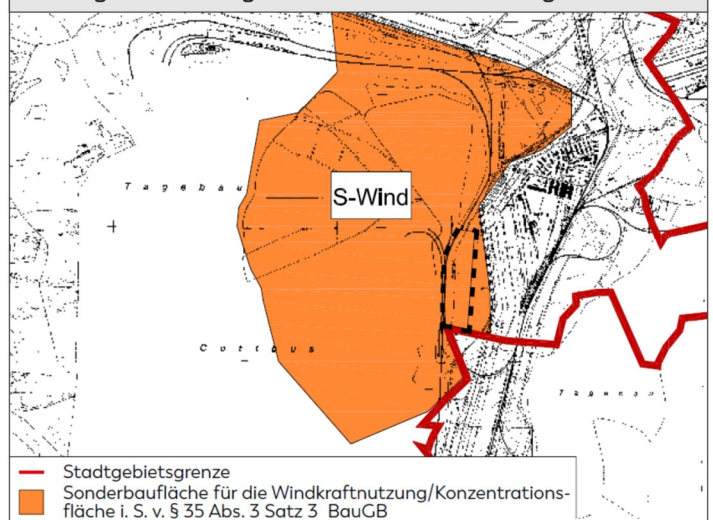 S-Wind
Tagebau
Cottbus
Stadtgebietsgrenze
Sonderbaufläche für die Windkraftnutzung/Konzentrations-
fläche i. S. v. § 35 Abs. 3 Satz 3 BauGB